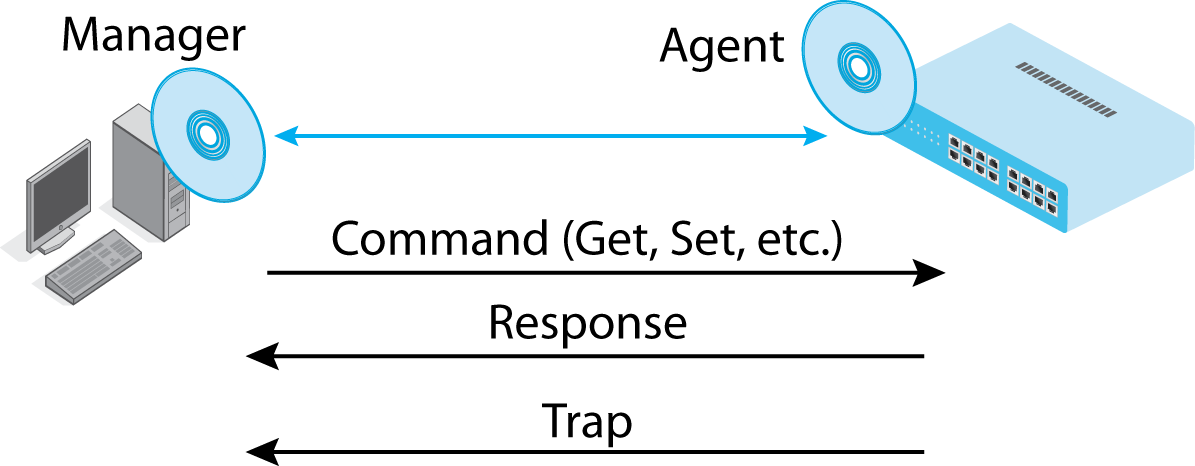 Manager
Agent
Command (Get, Set, etc.)
Response
Trap